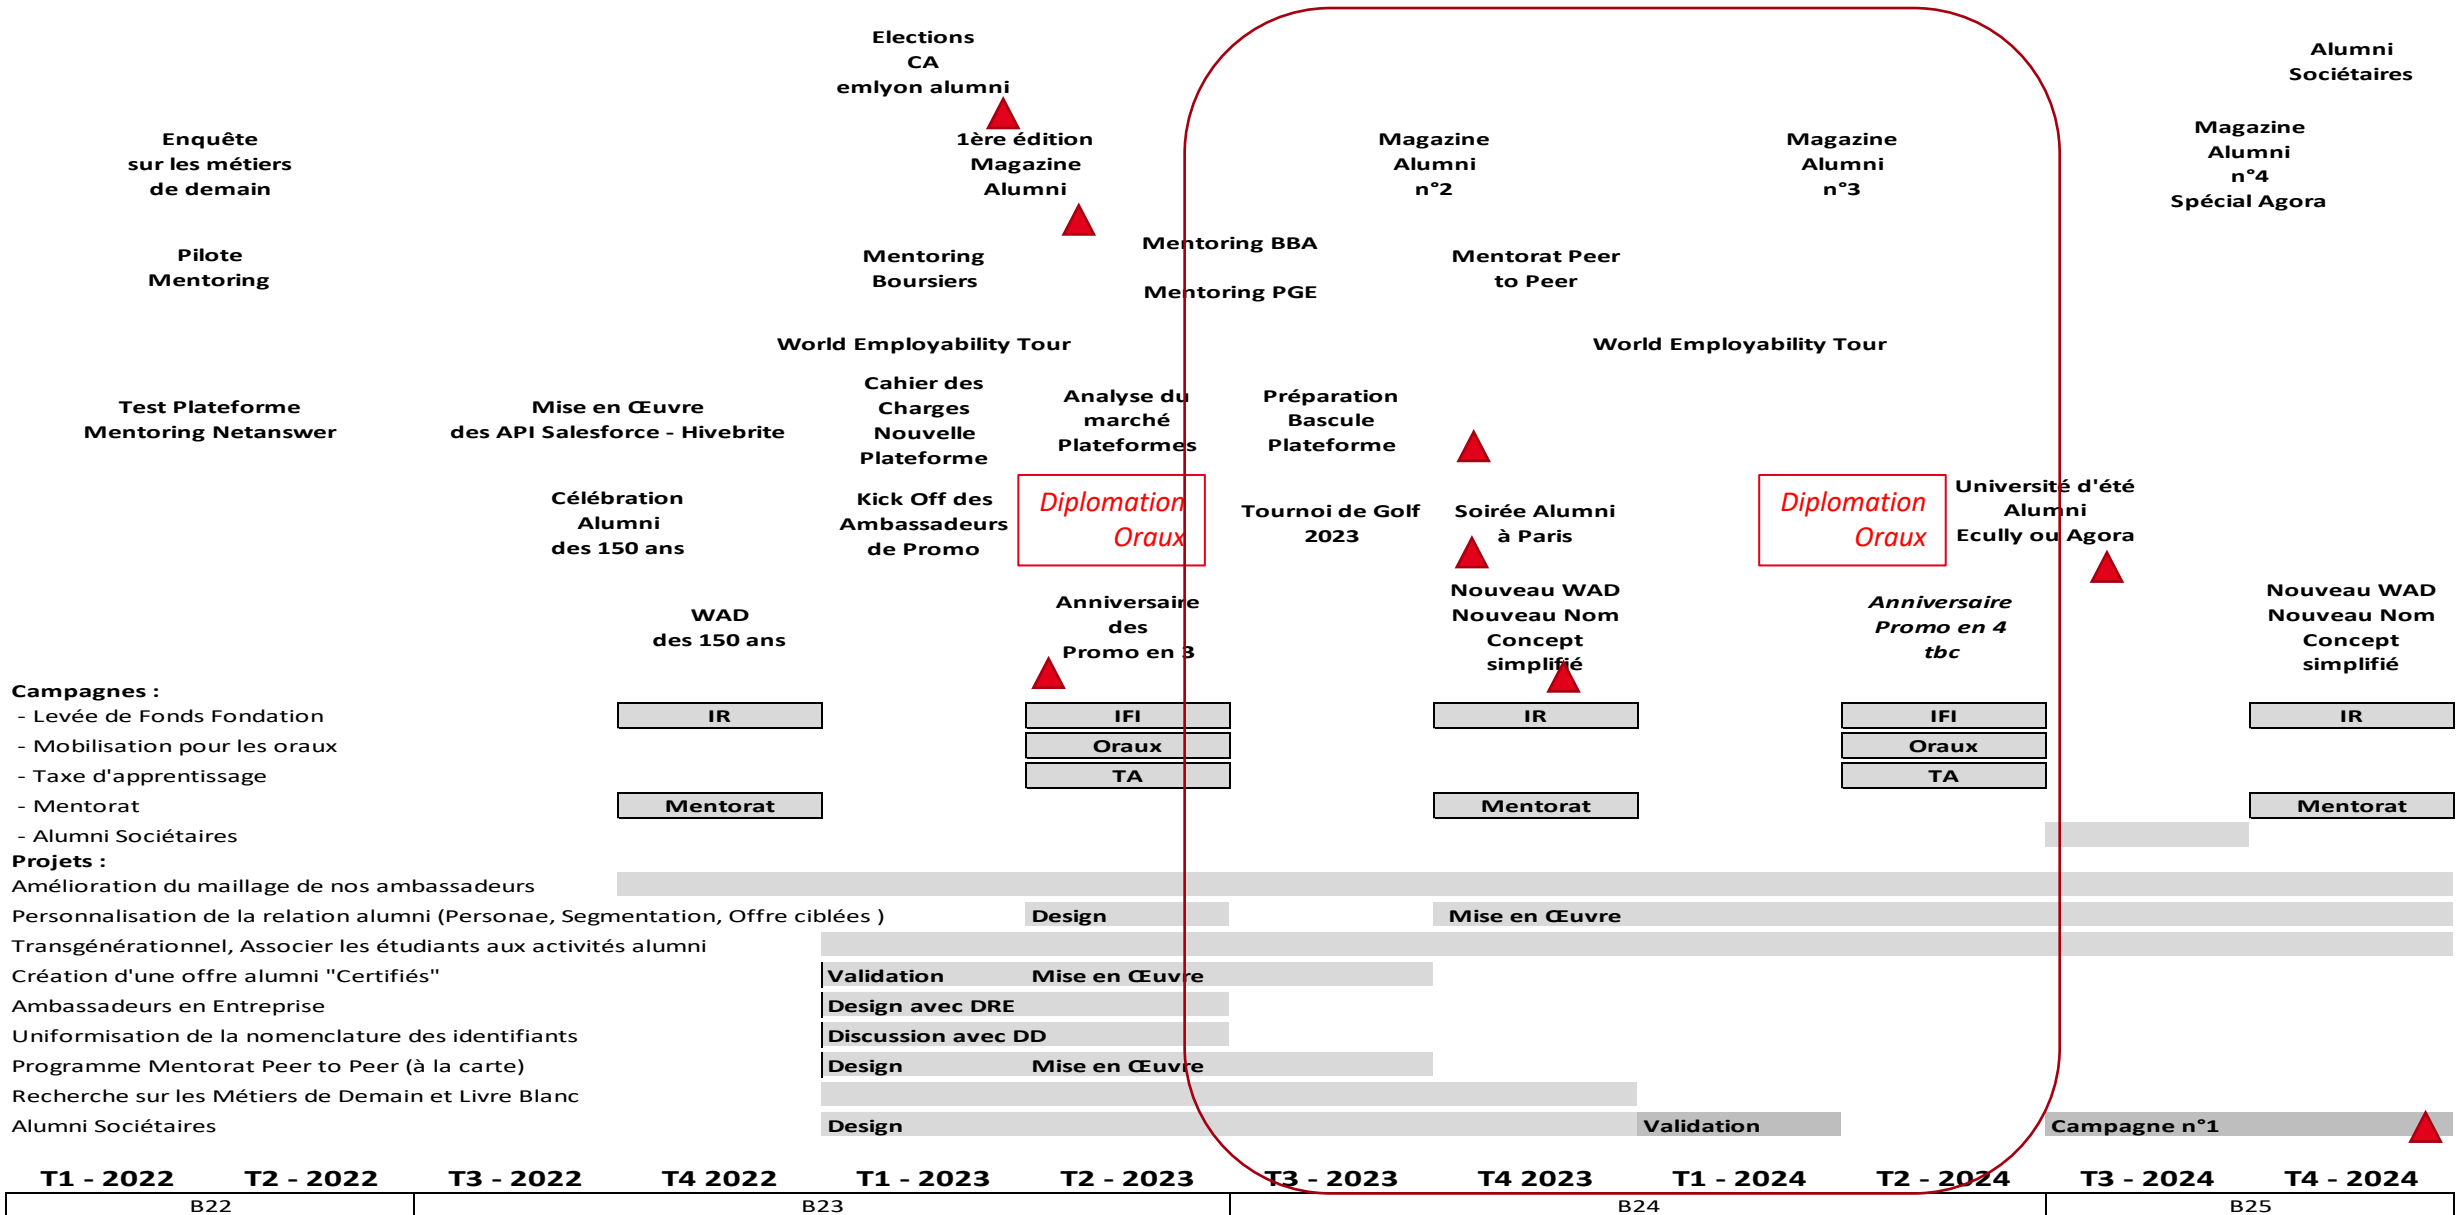 Elections
CA
emlyon alumni
Alumni
Sociétaires
Enquête
sur les métiers
de demain
1ère édition
Magazine
Alumni
Magazine
Alumni
n°2
Magazine
Alumni
n°3
Magazine
Alumni
n°4
Spécial Agora
Pilote
Mentoring
Mentoring
Boursiers
Mentoring BBA
Mentoring PGE
Mentorat Peer
to Peer
World Employability Tour
World Employability Tour
Test Plateforme
Mentoring Netanswer
Mise en Œuvre
des API Salesforce - Hivebrite
Cahier des
Charges
Nouvelle
Plateforme
Analyse du
marché
Plateformes
Préparation
Bascule
Plateforme
Célébration
Alumni
des 150 ans
Kick Off des
Ambassadeurs
de Promo
Diplomation
Oraux
Tournoi de Golf
2023
Soirée Alumni
à Paris
Diplomation
Oraux
Université d'été
Alumni
Ecully ou Agora
WAD
des 150 ans
Anniversaire
des
Promo en 3
Nouveau WAD
Nouveau Nom
Concept
simplifié
Anniversaire
Promo en 4
tbc
Nouveau WAD
Nouveau Nom
Concept
simplifié
Campagnes :
- Levée de Fonds Fondation IR IFI IR IFI IR
- Mobilisation pour les oraux Oraux Oraux
- Taxe d'apprentissage TA TA
- Mentorat Mentorat Mentorat Mentorat
- Alumni Sociétaires
Projets :
Amélioration du maillage de nos ambassadeurs
Personnalisation de la relation alumni (Personae, Segmentation, Offre ciblées ) Design Mise en Œuvre
Transgénérationnel, Associer les étudiants aux activités alumni
Création d'une offre alumni "Certifiés" Validation Mise en Œuvre
Ambassadeurs en Entreprise Design avec DRE
Uniformisation de la nomenclature des identifiants Discussion avec DD
Programme Mentorat Peer to Peer (à la carte) Design Mise en Œuvre
Recherche sur les Métiers de Demain et Livre Blanc
Alumni Sociétaires Design Validation Campagne n°1
T1 - 2022 T2 - 2022 T3 - 2022 T4 2022 T1 - 2023 T2 - 2023 T3 - 2023 T4 2023 T1 - 2024 T2 - 2024 T3 - 2024 T4 - 2024
B22 B23 B24 B25